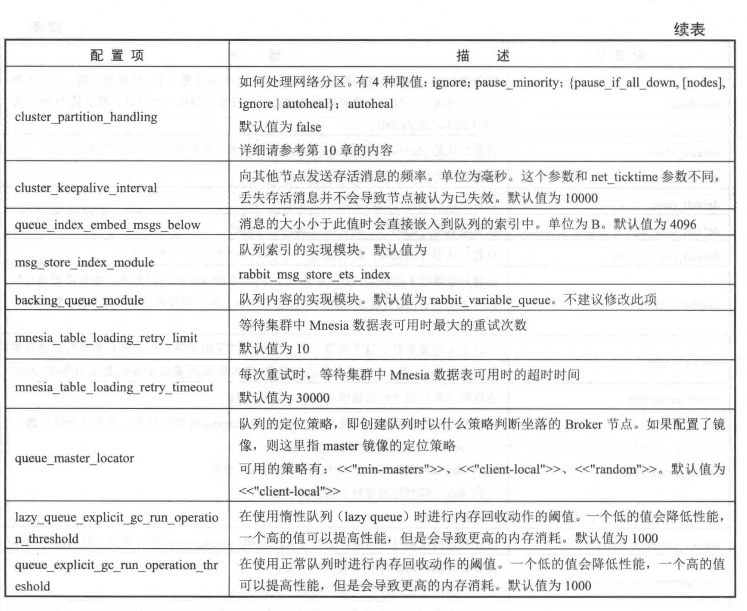 续表
配 置 项
描 述
cluster_partition_handling
如何处理网络分区。有 4 种取值：ignore; pause_minority; {pause_if_all_down, [nodes],
ignore | autoheal}；autoheal
默认值为 false
详细请参考第 10 章的内容
cluster_keepalive_interval
向其他节点发送存活消息的频率。单位为毫秒。这个参数和 net_ticktime 参数不同，
丢失存活消息并不会导致节点被认为已失效。默认值为 10000
queue_index_embed_msgs_below
消息的大小小于此值时会直接嵌入到队列的索引中。单位为 B。默认值为 4096
msg_store_index_module
队列索引的实现模块。默认值为
rabbit_msg_store_ets_index
backing_queue_module
队列内容的实现模块。默认值为 rabbit_variable_queue。不建议修改此项
mnesia_table_loading_retry_limit
等待集群中 Mnesia 数据表可用时最大的重试次数
默认值为 10
mnesia_table_loading_retry_timeout
每次重试时，等待集群中 Mnesia 数据表可用时的超时时间
默认值为 30000
queue_master_locator
队列的定位策略，即创建队列时以什么策略判断坐落的 Broker 节点。如果配置了镜
像，则这里指 master 镜像的定位策略
可用的策略有：<<"min-masters">>、<<"client-local">>、<<"random">>。默认值为
<<"client-local">>
lazy_queue_explicit_gc_run_operatio
n_threshold
在使用惰性队列（lazy queue）时进行内存回收动作的阈值。一个低的值会降低性能，
一个高的值可以提高性能，但是会导致更高的内存消耗。默认值为 1000
queue_explicit_gc_run_operation_thr
eshold
在使用正常队列时进行内存回收动作的阈值。一个低的值会降低性能，一个高的值
可以提高性能，但是会导致更高的内存消耗。默认值为 1000